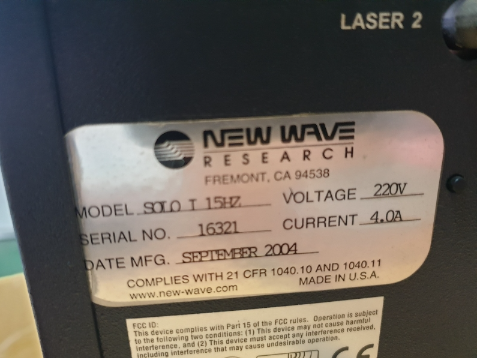 LASER 2
NEW WAVE
RESEARCH
FREMONT, CA 94538
MODEL SOLO I 15HZ VOLTAGE 220V
SERIAL NO. 16321 CURRENT 4.0A
DATE MFG. SEPTEMBER 2004
COMPLIES WITH 21 CFR 1040.10 AND 1040.11
www.new-wave.com MADE IN U.S.A.
FCC ID:
This device complies with Part 15 of the FCC rules. Operation is subject
to the following two conditions: (1) This device may not cause harmful
interference, and (2) This device must accept any interference received,
including interference that may cause undesirable operation.
CE